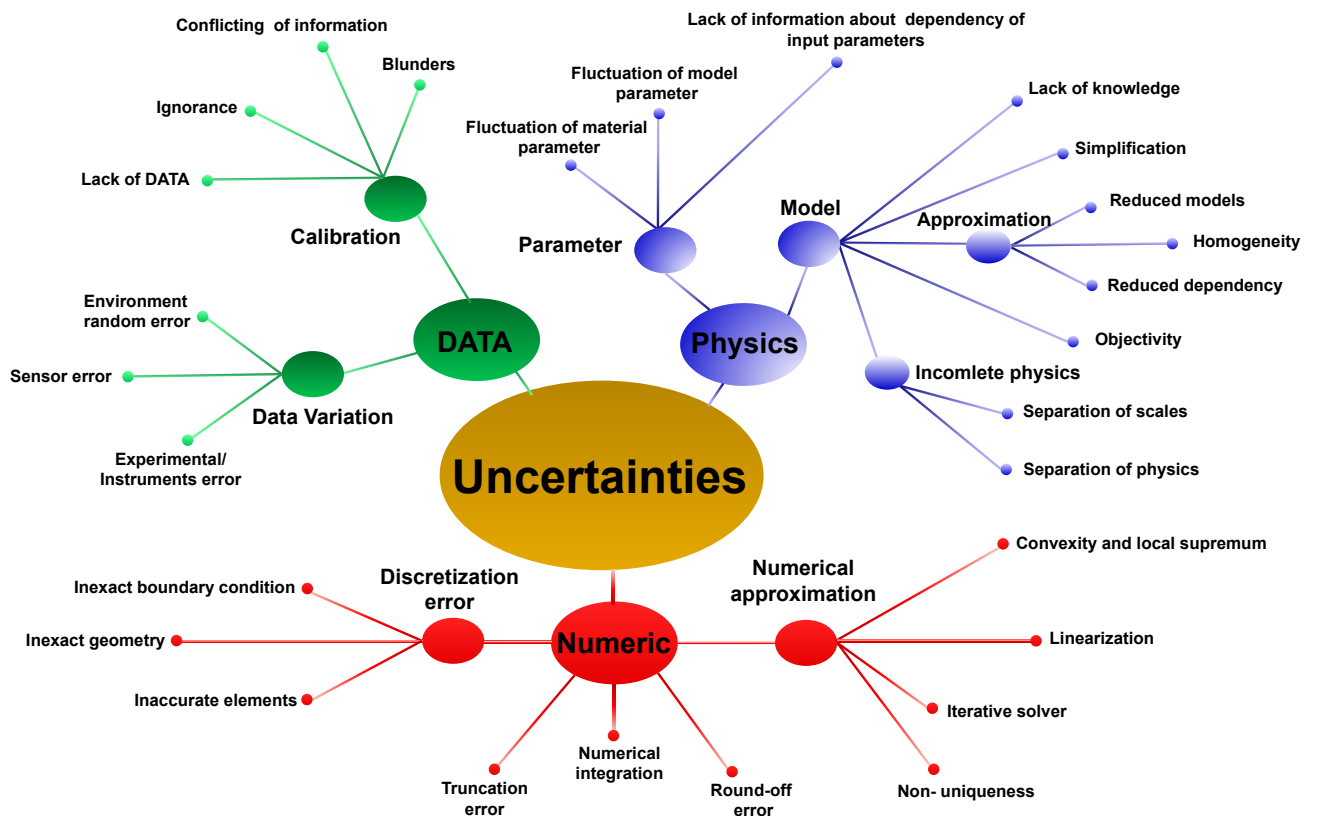 Conflicting of information
Blunders
Ignorance
Lack of DATA
Calibration
Environment
random error
Sensor error
Experimental/
Instruments error
Data Variation
DATA
Lack of information about dependency of
input parameters
Fluctuation of model
parameter
Fluctuation of material
parameter
Parameter
Physics
Model
Lack of knowledge
Simplification
Approximation
Reduced models
Homogeneity
Reduced dependency
Objectivity
Incomlete physics
Separation of scales
Separation of physics
Uncertainties
Discretization
error
Inexact boundary condition
Inexact geometry
Inaccurate elements
Numeric
Truncation
error
Numerical
integration
Round-off
error
Numerical
approximation
Convexity and local supremum
Linearization
Iterative solver
Non- uniqueness